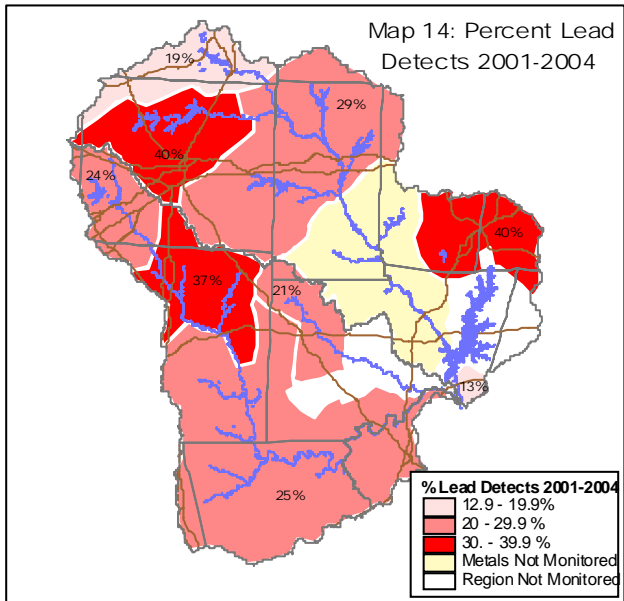 Map 14: Percent Lead
Detects 2001-2004
19%
29%
40%
24%
40%
37%
21%
13%
25%
% Lead Detects 2001-2004
12.9 - 19.9%
20 - 29.9 %
30. - 39.9 %
Metals Not Monitored
Region Not Monitored